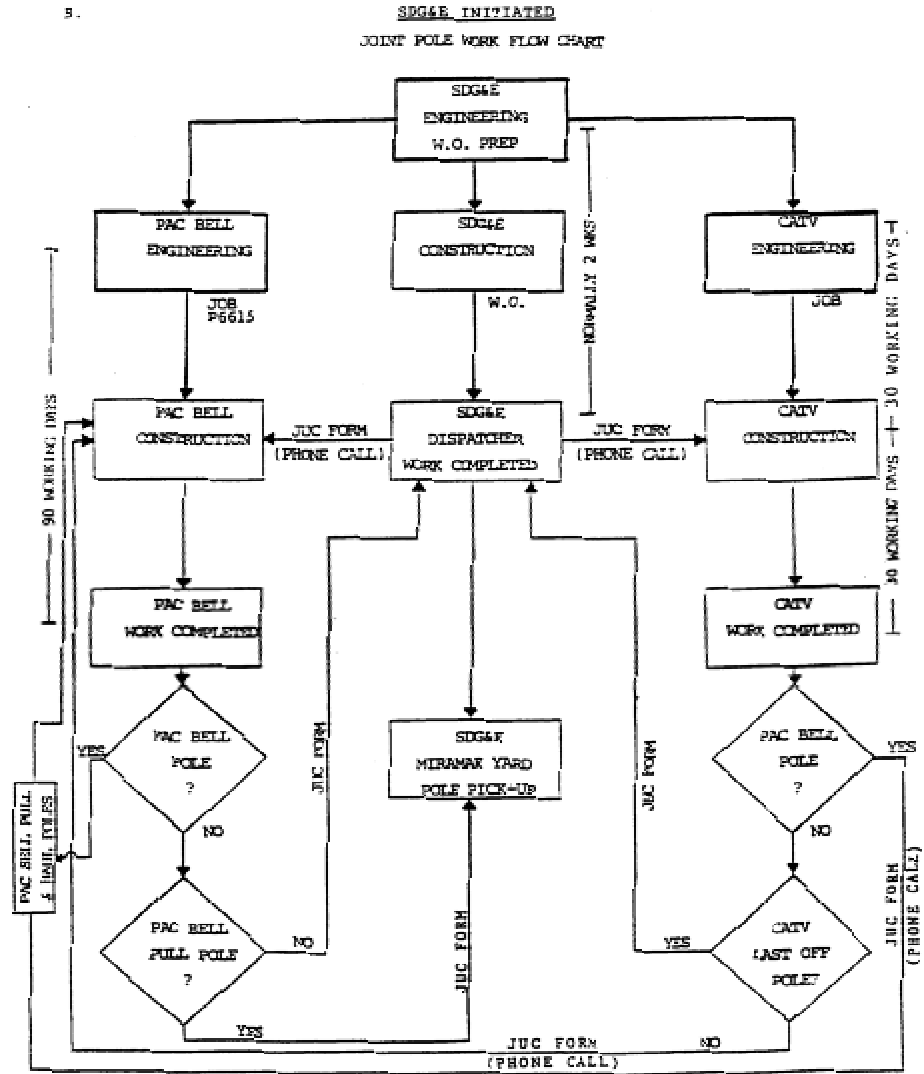 9.
SDG&E INITIATED
JOINT POLE WORK FLOW CHART
SDG&E
ENGINEERING
W.O. PREP
PAC BELL
ENGINEERING
SDG&E
CONSTRUCTION
CATV
ENGINEERING
JOB
P6615
W.O.
JOB
NORMALLY 2 WKS
30 WORKING DAYS
90 WORKING DAYS
PAC BELL
CONSTRUCTION
JUC FORM
(PHONE CALL)
SDG&E
DISPATCHER
WORK COMPLETED
JUC FORM
(PHONE CALL)
CATV
CONSTRUCTION
30 WORKING DAYS
PAC BELL
WORK COMPLETED
CATV
WORK COMPLETED
PAC BELL
POLE
?
YES
NO
JUC FORM
SDG&E
MIRAMAR YARD
POLE PICK-UP
JUC FORM
PAC BELL
POLE
?
YES
NO
PAC BELL PULL
& HAUL POLES
PAC BELL
PULL POLE
?
NO
YES
JUC FORM
CATV
LAST OFF
POLE?
YES
NO
JUC FORM
(PHONE CALL)
JUC FORM
(PHONE CALL)